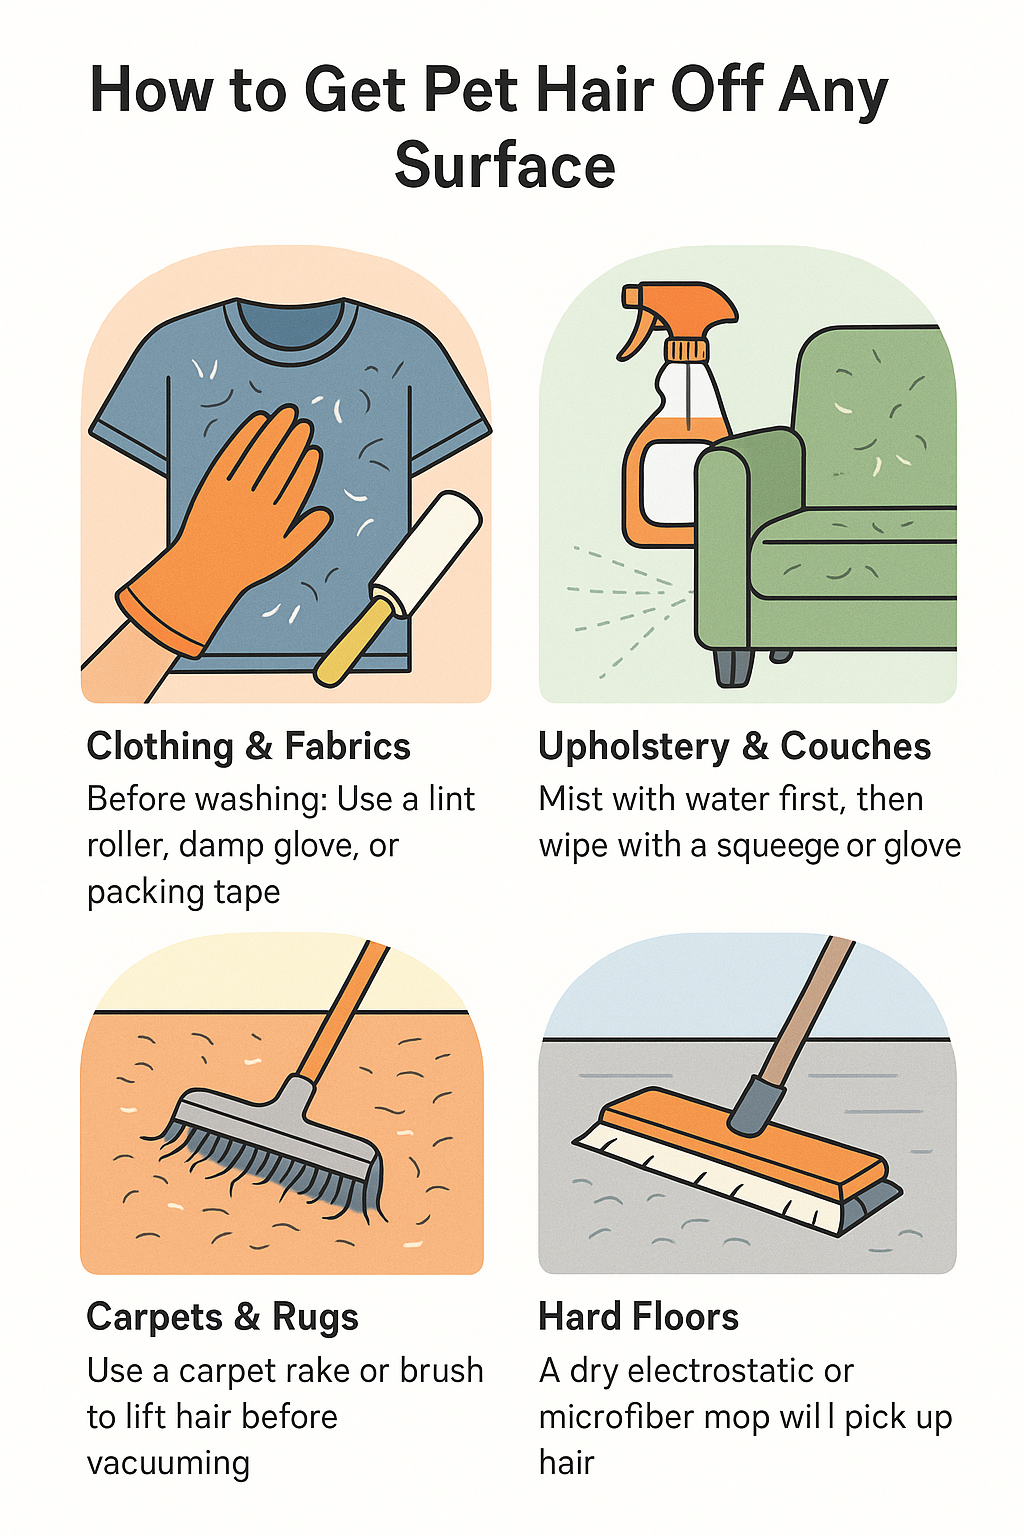 How to Get Pet Hair Off Any
Surface
Clothing & Fabrics
Before washing: Use a lint
roller, damp glove, or
packing tape
Upholstery & Couches
Mist with water first, then
wipe with a squeege or glove
Carpets & Rugs
Use a carpet rake or brush
to lift hair before
vacuuming
Hard Floors
A dry electrostatic or
microfiber mop will pick up
hair